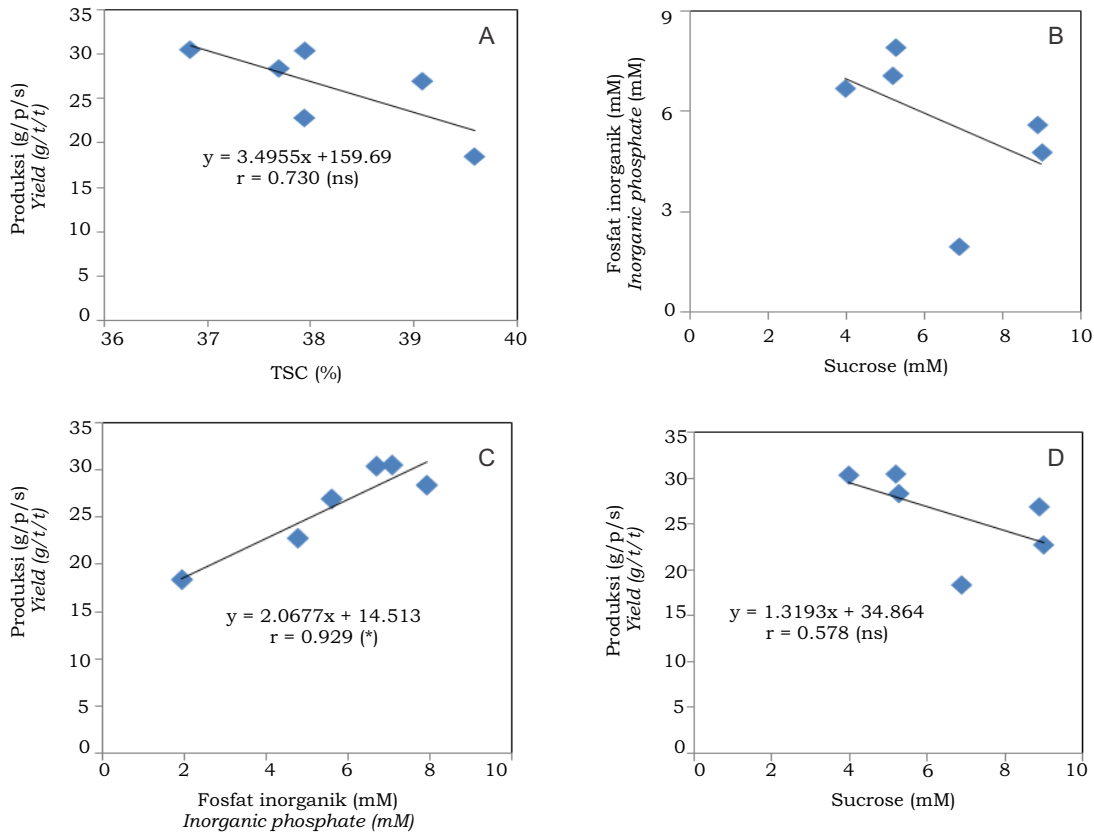 A
35
30
25
20
15
10
5
0
Produksi (g/p/s)
Yield (g/t/t)
y = 3.4955x +159.69
r = 0.730 (ns)
36 37 38 39 40
TSC (%)
B
9
6
3
0
Fosfat inorganik (mM)
Inorganic phosphate (mM)
0 2 4 6 8 10
Sucrose (mM)
C
35
30
25
20
15
10
5
0
Produksi (g/p/s)
Yield (g/t/t)
y = 2.0677x + 14.513
r = 0.929 (*)
0 2 4 6 8 10
Fosfat inorganik (mM)
Inorganic phosphate (mM)
D
35
30
25
20
15
10
5
0
Produksi (g/p/s)
Yield (g/t/t)
y = 1.3193x + 34.864
r = 0.578 (ns)
0 2 4 6 8 10
Sucrose (mM)